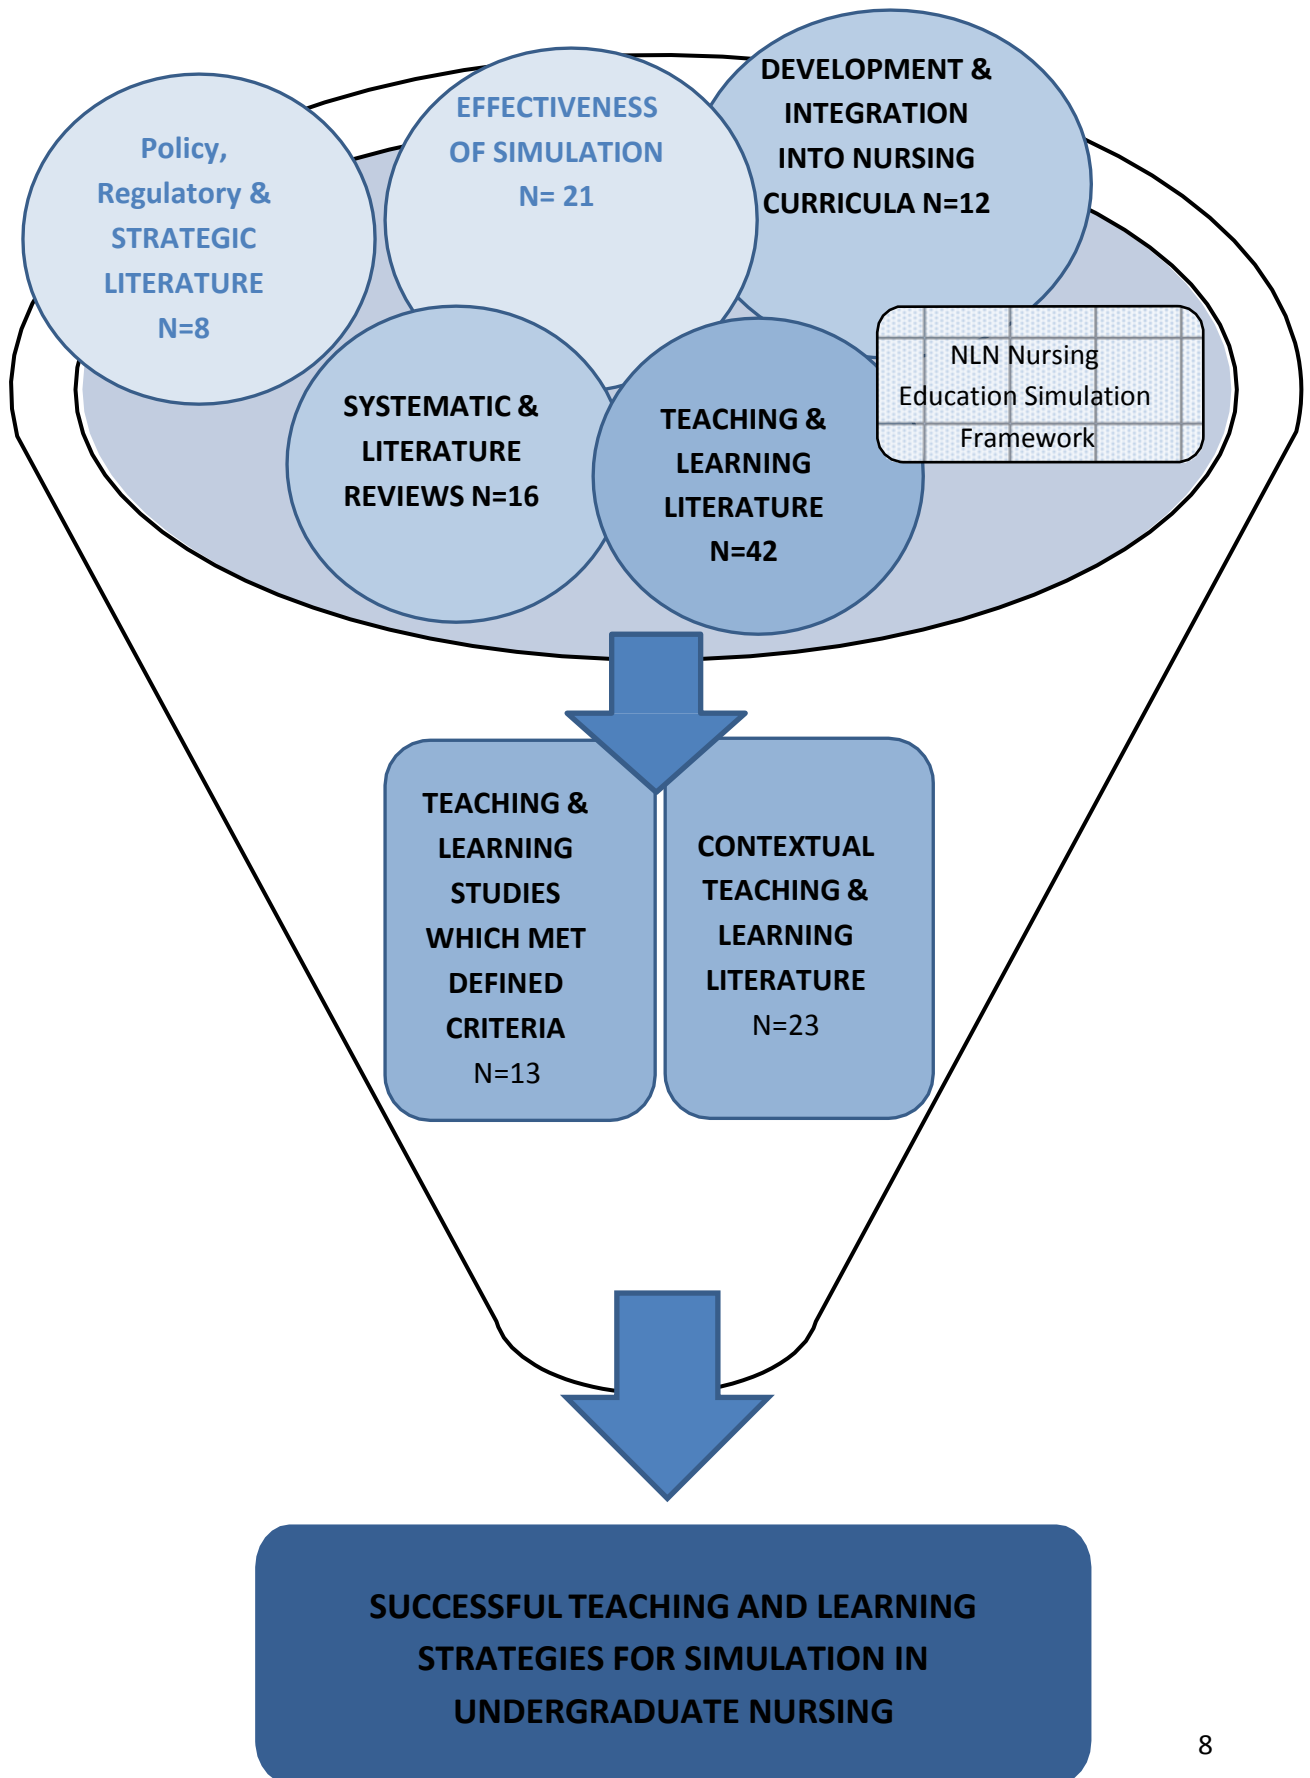 Policy,
Regulatory &
STRATEGIC
LITERATURE
N=8
EFFECTIVENESS
OF SIMULATION
N= 21
DEVELOPMENT &
INTEGRATION
INTO NURSING
CURRICULA N=12
SYSTEMATIC &
LITERATURE
REVIEWS N=16
TEACHING &
LEARNING
LITERATURE
N=42
NLN Nursing
Education Simulation
Framework
TEACHING &
LEARNING
STUDIES
WHICH MET
DEFINED
CRITERIA
N=13
CONTEXTUAL
TEACHING &
LEARNING
LITERATURE
N=23
SUCCESSFUL TEACHING AND LEARNING
STRATEGIES FOR SIMULATION IN
UNDERGRADUATE NURSING
8